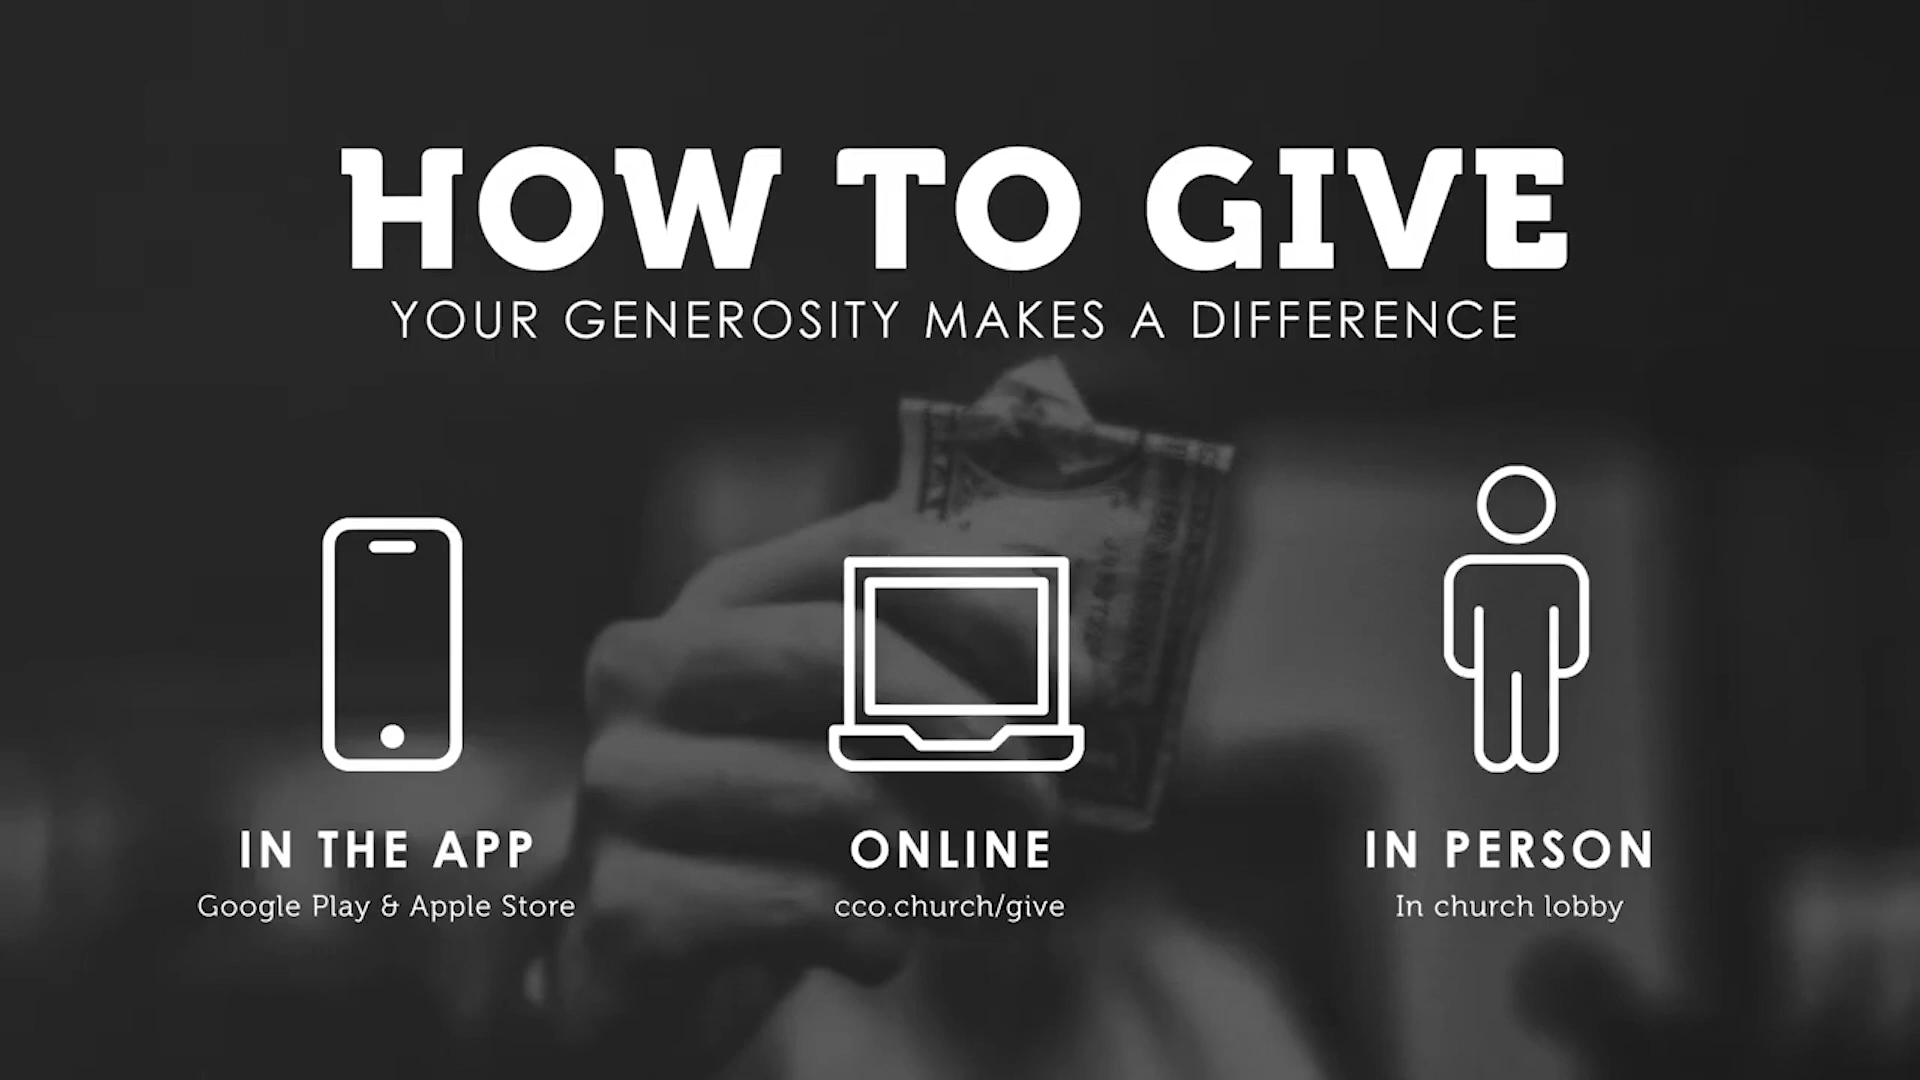 HOW TO GIVE
YOUR GENEROSITY MAKES A DIFFERENCE
IN THE APP
Google Play & Apple Store
ONLINE
cco.church/give
IN PERSON
In church lobby